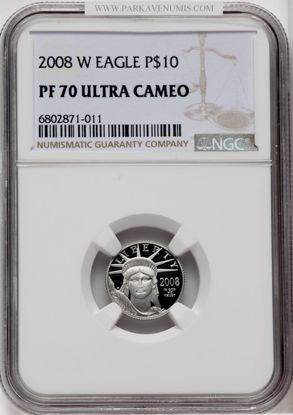 WWW.PARKAVENUMIS.COM
2008 W EAGLE P$10
PF 70 ULTRA CAMEO
6802871-011
NUMISMATIC GUARANTY COMPANY
NGC
LIBERTY
2008
IN GOD
WE
TRUST